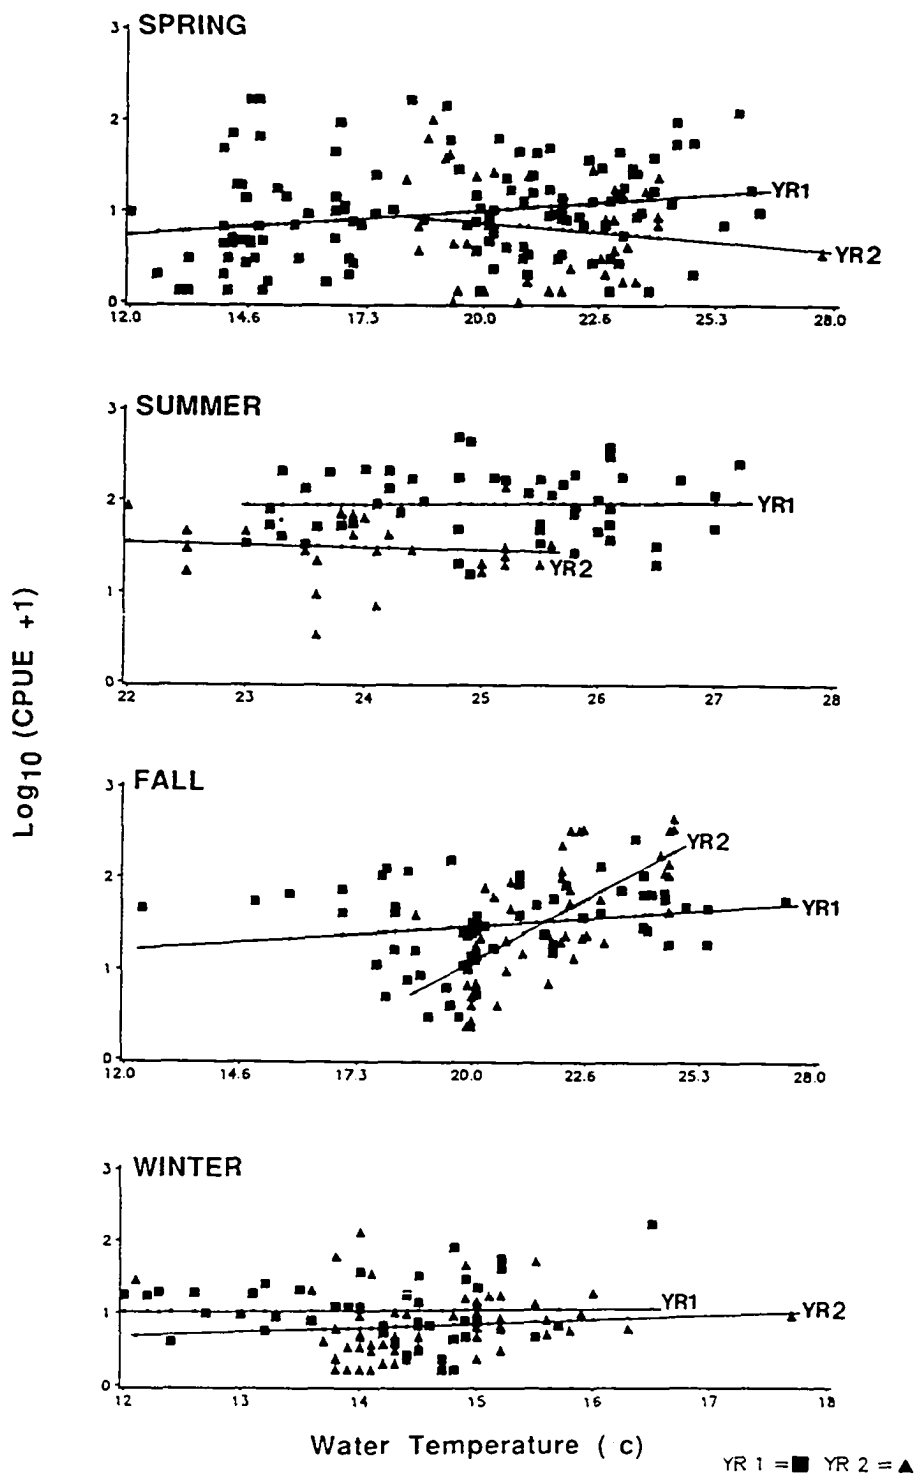 SPRING
3
2
1
0
YR1
YR2
12.0 14.6 17.3 20.0 22.6 25.3 28.0
SUMMER
3
2
1
0
YR1
YR2
22 23 24 25 26 27 28
FALL
3
2
1
0
YR2
YR1
12.0 14.6 17.3 20.0 22.6 25.3 28.0
WINTER
3
2
1
0
YR1
YR2
12 13 14 15 16 17 18
Log10 (CPUE +1)
Water Temperature ( c)
YR 1 =■ YR 2 = ▲